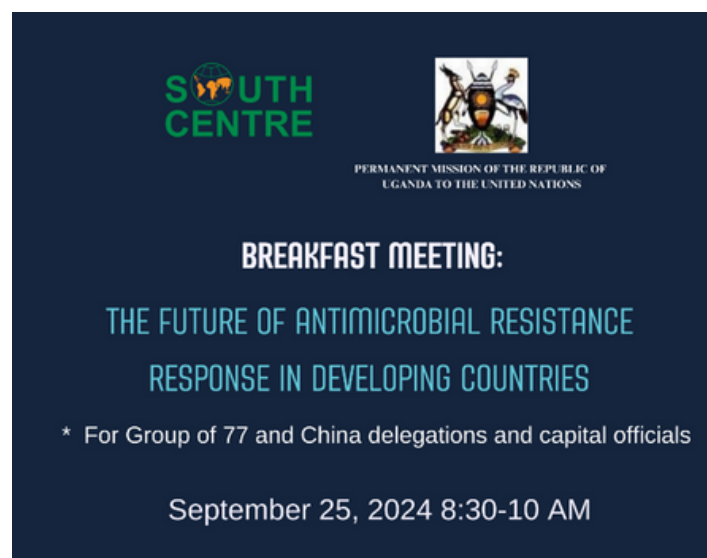 SOUTH
CENTRE
PERMANENT MISSION OF THE REPUBLIC OF
UGANDA TO THE UNITED NATIONS
BREAKFAST MEETING:
THE FUTURE OF ANTIMICROBIAL RESISTANCE
RESPONSE IN DEVELOPING COUNTRIES
* For Group of 77 and China delegations and capital officials
September 25, 2024 8:30-10 AM